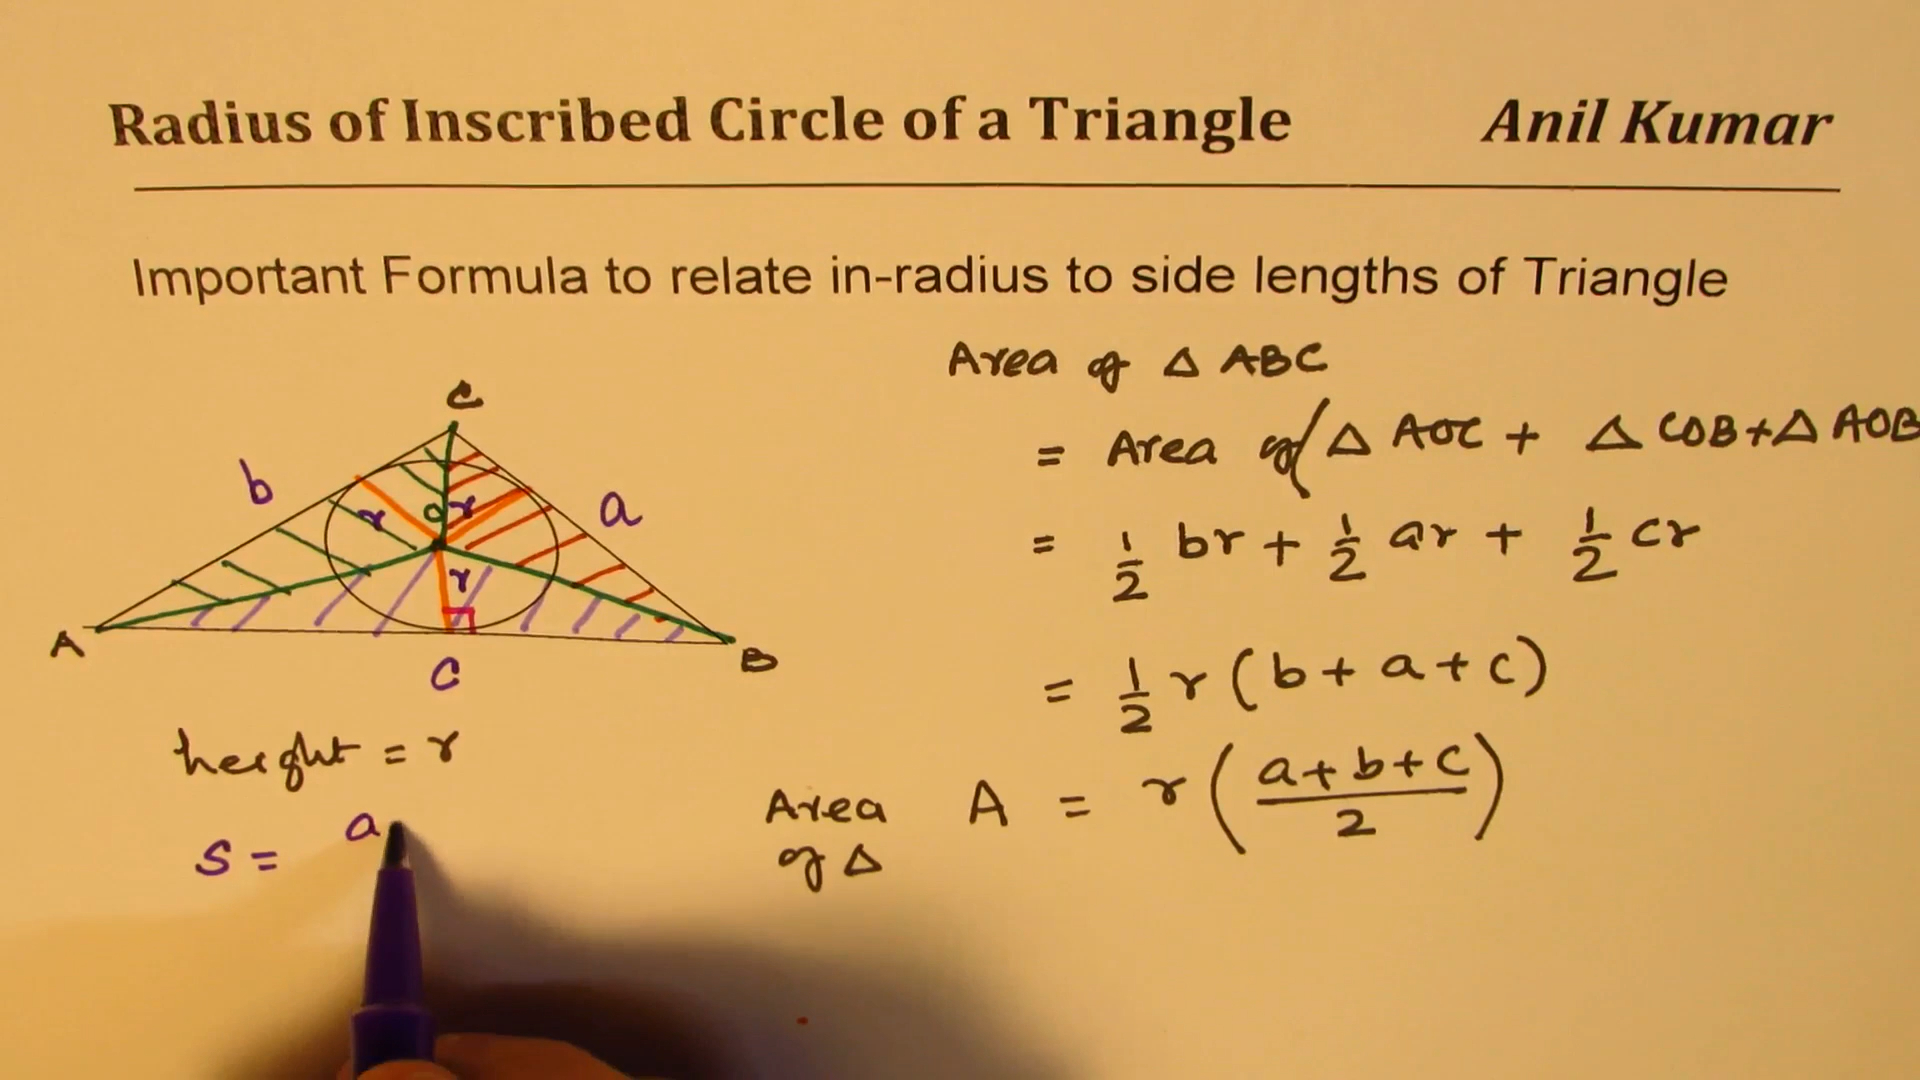 Radius of Inscribed Circle of a Triangle
Anil Kumar
Important Formula to relate in-radius to side lengths of Triangle
C
b
a
r
O
r
r
A
B
c
height = r
s = a
Area of Δ ABC
= Area of Δ AOC + Δ COB + Δ AOB
= 1/2 br + 1/2 ar + 1/2 cr
= 1/2 r (b + a + c)
Area of Δ A = r ( (a + b + c)/2 )